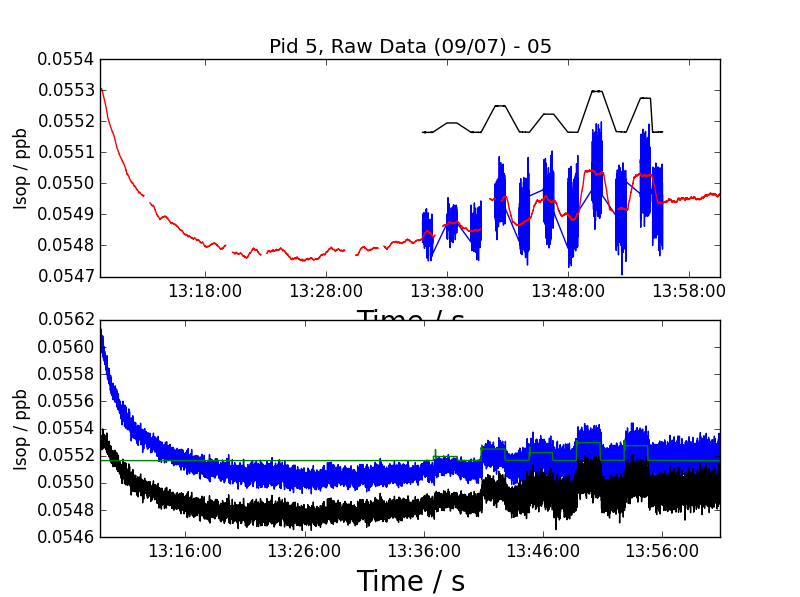 Pid 5, Raw Data (09/07) - 05
0.0554
0.0553
0.0552
0.0551
0.0550
0.0549
0.0548
0.0547
Isop / ppb
13:18:00 13:28:00 13:38:00 13:48:00 13:58:00
Time / s
0.0562
0.0560
0.0558
0.0556
0.0554
0.0552
0.0550
0.0548
0.0546
Isop / ppb
13:16:00 13:26:00 13:36:00 13:46:00 13:56:00
Time / s